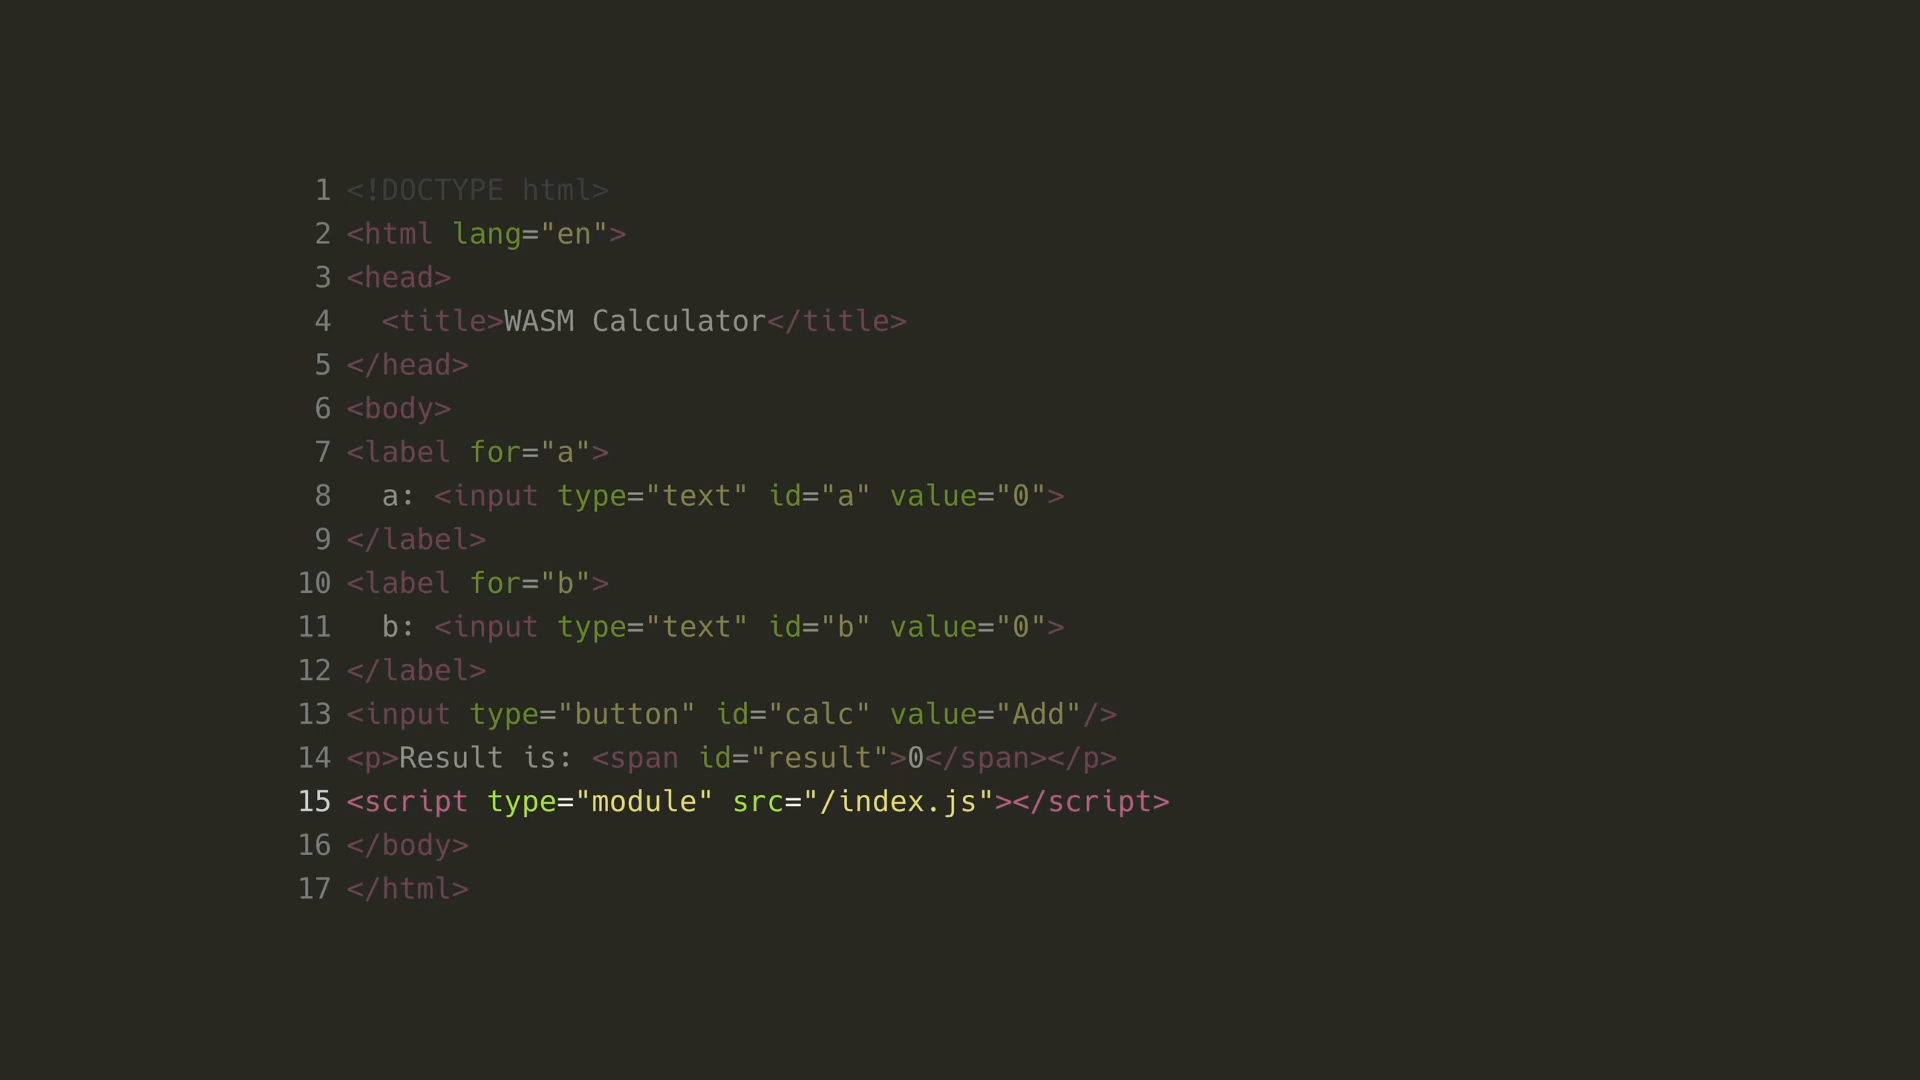 1 <!DOCTYPE html>
2 <html lang="en">
3 <head>
4   <title>WASM Calculator</title>
5 </head>
6 <body>
7 <label for="a">
8   a: <input type="text" id="a" value="0">
9 </label>
10 <label for="b">
11   b: <input type="text" id="b" value="0">
12 </label>
13 <input type="button" id="calc" value="Add"/>
14 <p>Result is: <span id="result">0</span></p>
15 <script type="module" src="/index.js"></script>
16 </body>
17 </html>